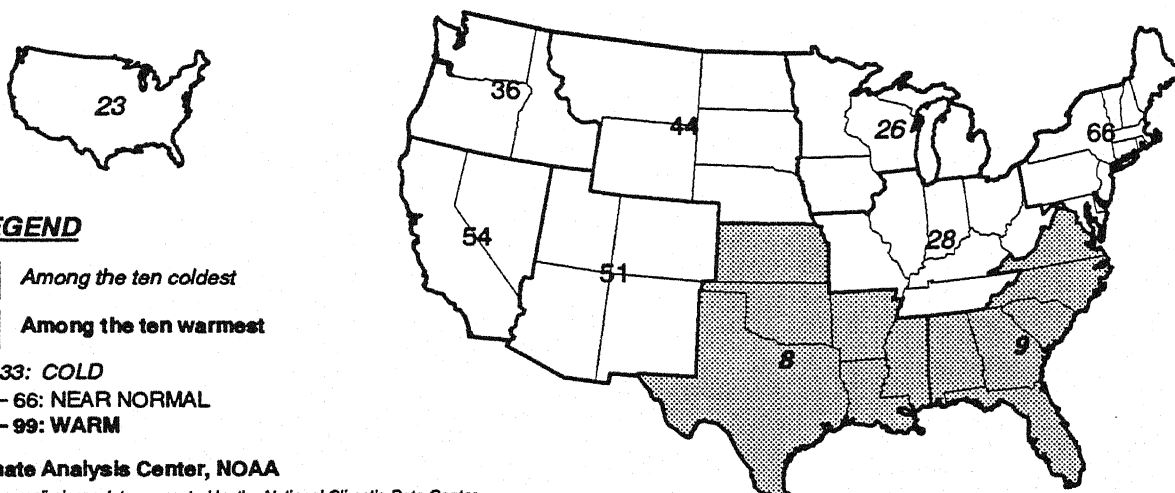 23
36
44
26
66
54
51
28
8
9
EGEND
Among the ten coldest
Among the ten warmest
33: COLD
– 66: NEAR NORMAL
– 99: WARM
nate Analysis Center, NOAA